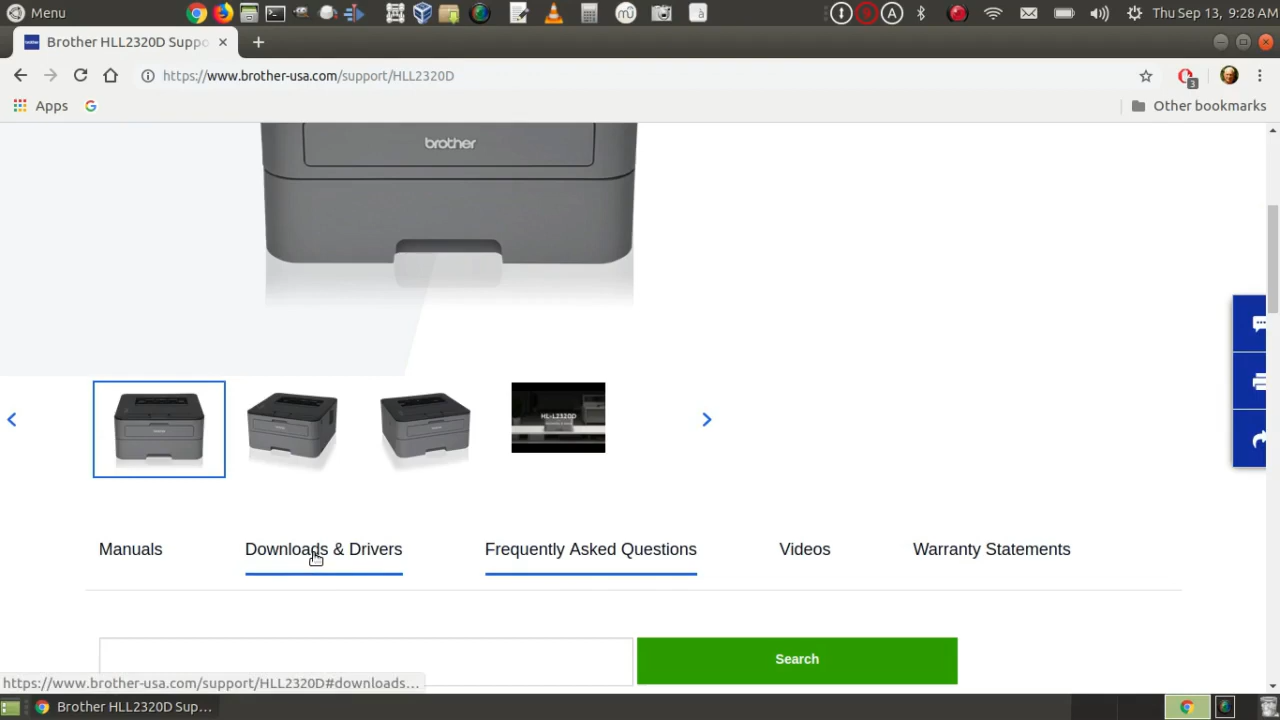 Menu
Thu Sep 13, 9:28 AM
Brother HLL2320D Suppo
https://www.brother-usa.com/support/HLL2320D
3
Apps
Other bookmarks
brother
HL-L2320D
Manuals
Downloads & Drivers
Frequently Asked Questions
Videos
Warranty Statements
Search
https://www.brother-usa.com/support/HLL2320D#downloads...
Brother HLL2320D Sup...